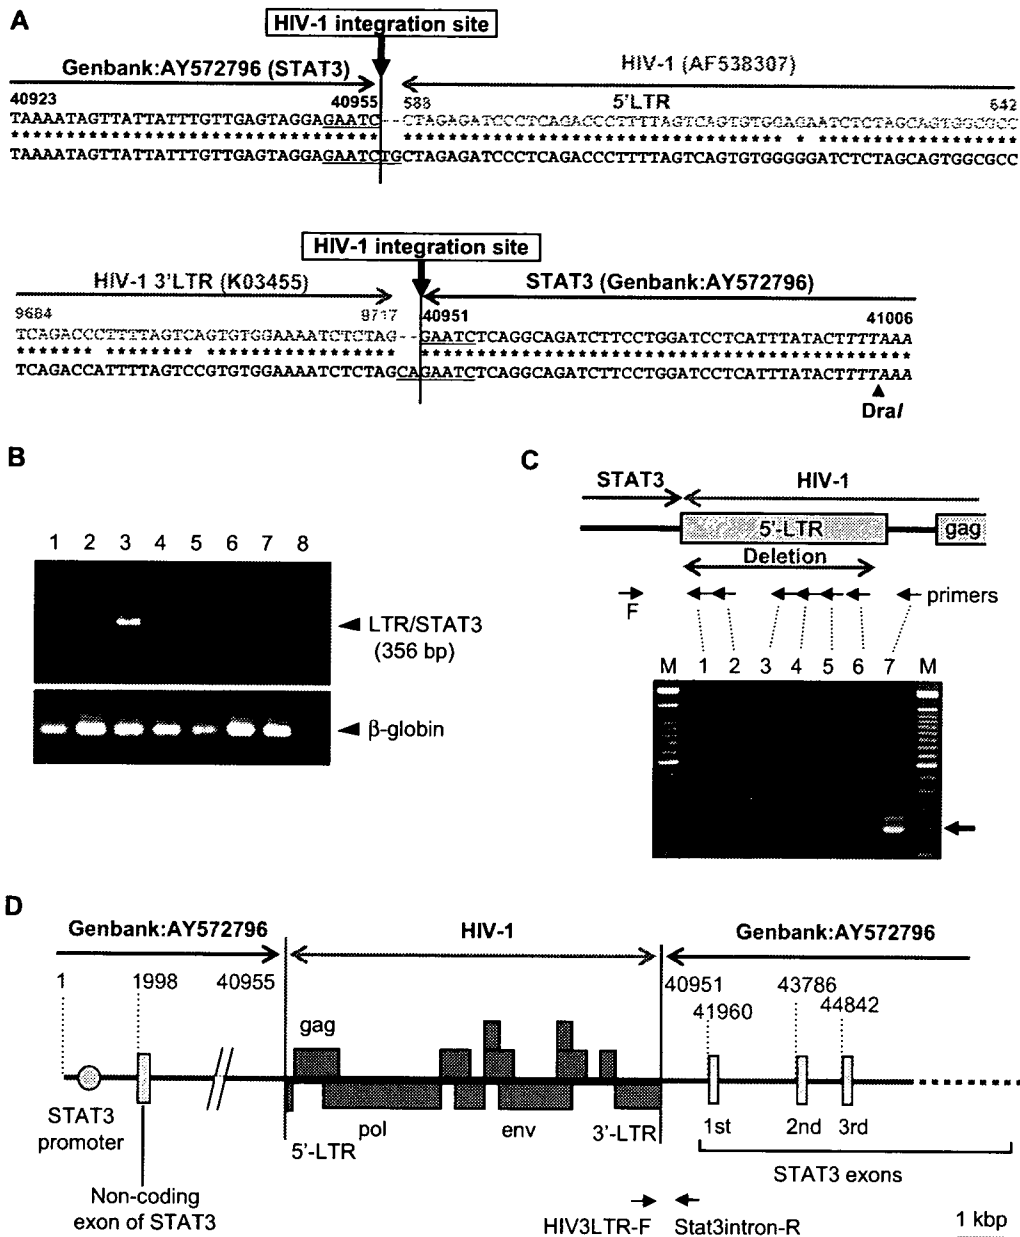 A
HIV-1 integration site
Genbank:AY572796 (STAT3)
HIV-1 (AF538307)
40923
40955
588
5'LTR
642
TAAAATAGTTATTATTTGTTGAGTAGGAGAATC--CTAGAGATCCCTCAGACCCTTTTAGTCAGTGTGGAGAATCTCTAGCAGTGGCGCC
TAAAATAGTTATTATTTGTTGAGTAGGAGAATCTGCTAGAGATCCCTCAGACCCTTTTAGTCAGTGTGGGGGATCTCTAGCAGTGGCGCC
HIV-1 integration site
HIV-1 3'LTR (K03455)
STAT3 (Genbank:AY572796)
9684
9717
40951
41006
TCAGACCCTTTTAGTCAGTGTGGAAAATCTCTAG--GAATCTCAGGCAGATCTTCCTGGATCCTCATTTATACTTTTAAA
TCAGACCATTTTAGTCCGTGTGGAAAATCTCTAGCAGAATCTCAGGCAGATCTTCCTGGATCCTCATTTATACTTTTAAA
DraI
B
1 2 3 4 5 6 7 8
LTR/STAT3
(356 bp)
β-globin
C
STAT3
HIV-1
5'-LTR
gag
Deletion
F
primers
M 1 2 3 4 5 6 7 M
D
Genbank:AY572796
HIV-1
Genbank:AY572796
1
1998
40955
40951
43786
41960
44842
gag
STAT3
promoter
pol
env
3'-LTR
1st
2nd
3rd
5'-LTR
STAT3 exons
Non-coding
exon of STAT3
HIV3LTR-F
Stat3intron-R
1 kbp